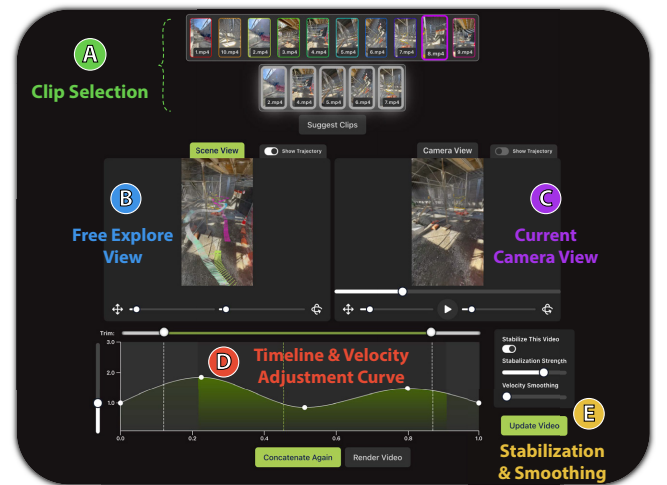 A
Clip Selection
1.mp4 10.mp4 2.mp4 3.mp4 4.mp4 5.mp4 6.mp4 7.mp4 8.mp4 9.mp4
2.mp4 4.mp4 5.mp4 6.mp4 7.mp4
Suggest Clips
Scene View Show Trajectory Camera View Show Trajectory
B
Free Explore
View
C
Current
Camera View
Trim:
3.0
2.0
1.0
0.0 0.2 0.4 0.6 0.8 1.0
D
Timeline & Velocity
Adjustment Curve
Stabilize This Video
Stabalization Strength
Velocity Smoothing
Update Video
E
Stabilization
& Smoothing
Concatenate Again Render Video